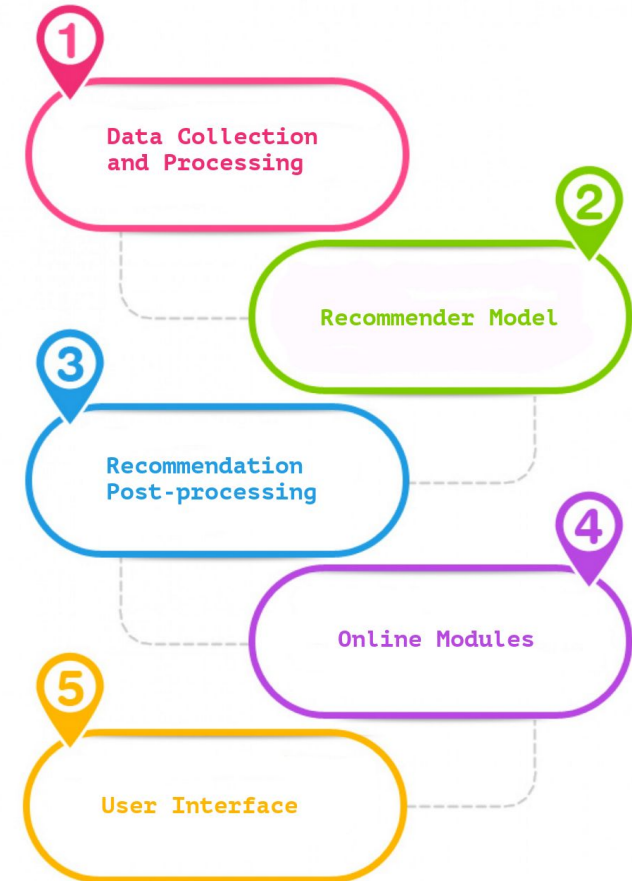 1
Data Collection
and Processing
2
Recommender Model
3
Recommendation
Post-processing
4
Online Modules
5
User Interface